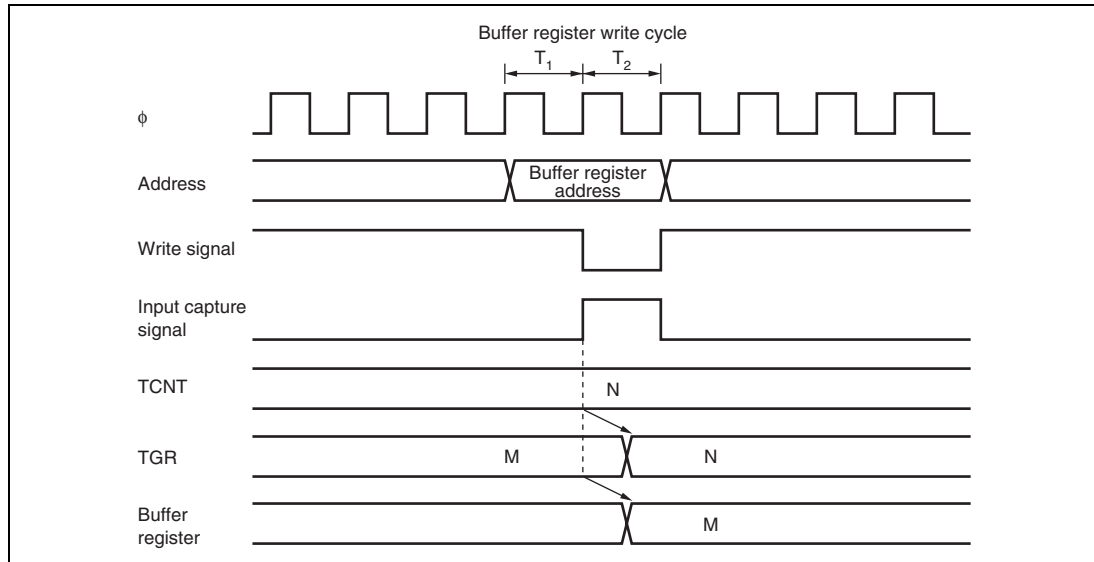 Buffer register write cycle
T1 T2
ϕ
Address
Buffer register
address
Write signal
Input capture
signal
TCNT
N
TGR
M
N
Buffer
register
M